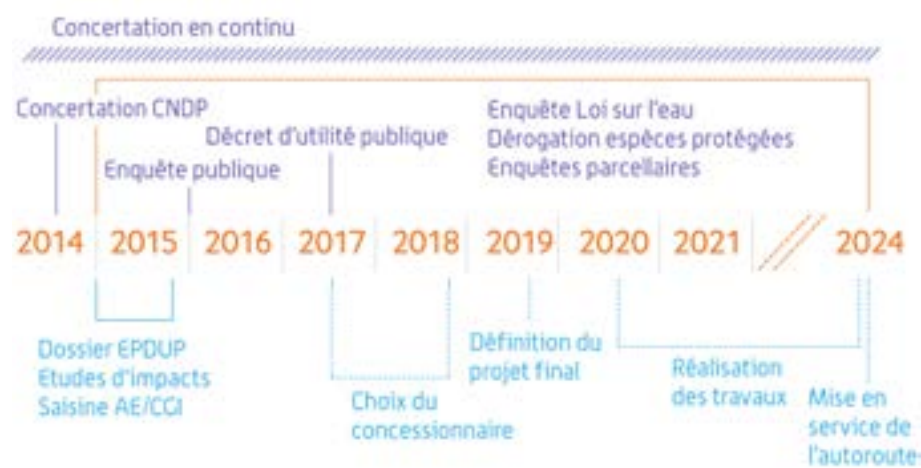 Concertation en continu
Concertation CNDP
Décret d'utilité publique
Enquête publique
Enquête Loi sur l'eau
Dérogation espèces protégées
Enquêtes parcellaires
2014 2015 2016 2017 2018 2019 2020 2021 2024
Dossier EPDUP
Etudes d'impacts
Saisine AE/CGI
Choix du
concessionnaire
Définition du
projet final
Réalisation
des travaux
Mise en
service de
l'autoroute